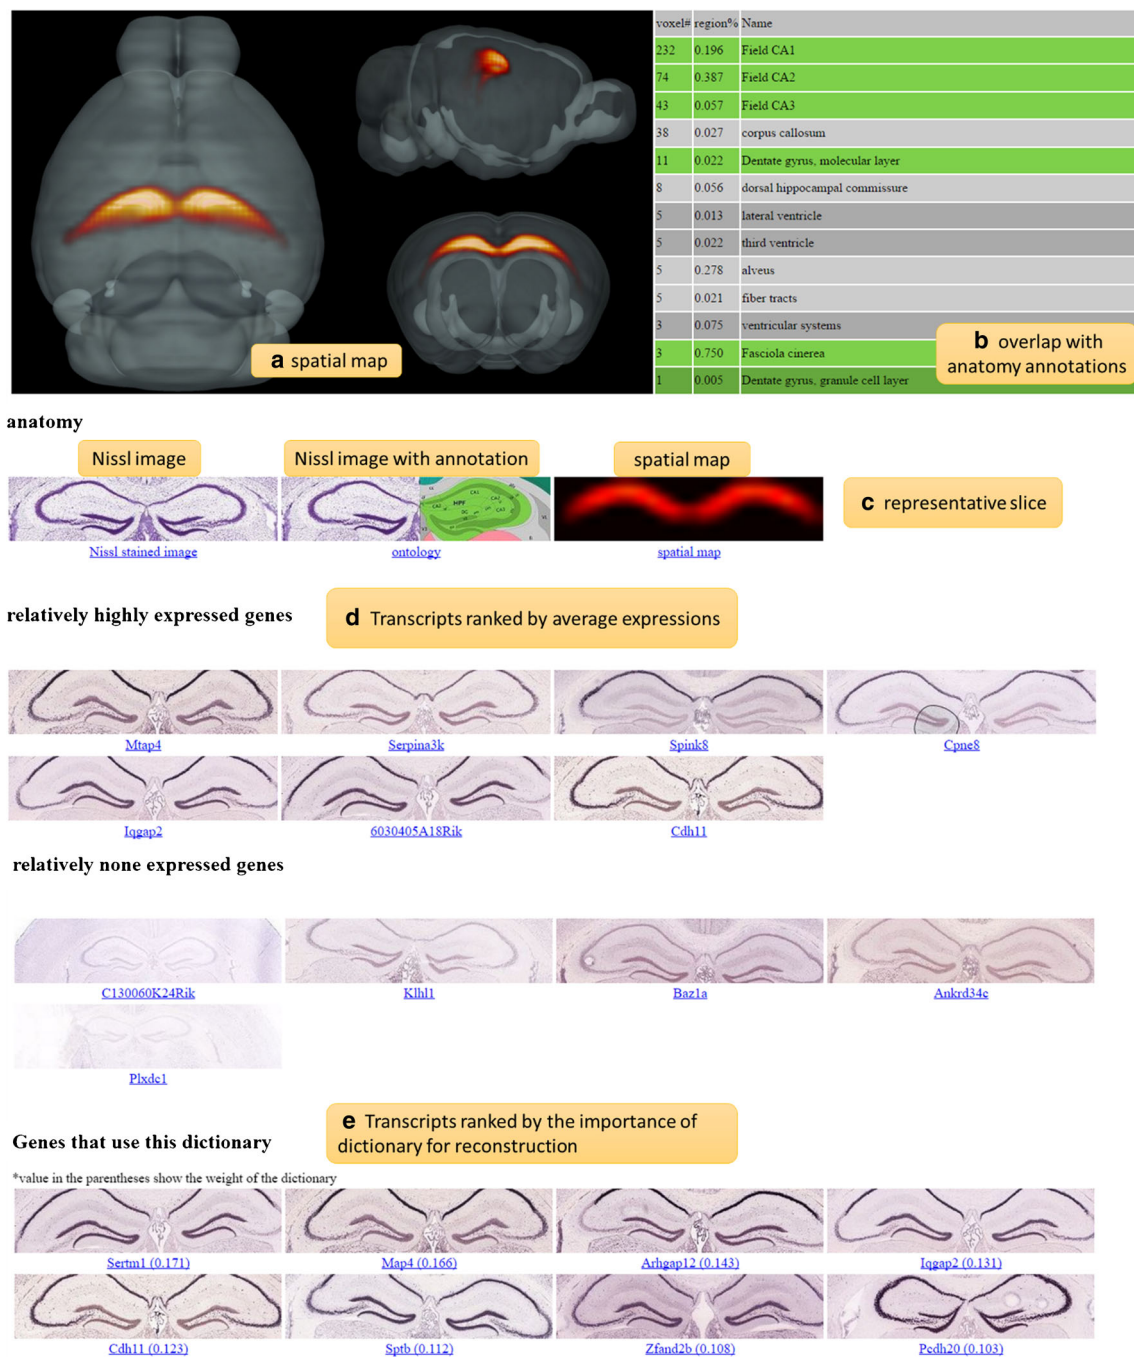 voxel# region% Name
232 0.196 Field CA1
74 0.387 Field CA2
43 0.057 Field CA3
38 0.027 corpus callosum
11 0.022 Dentate gyrus, molecular layer
8 0.056 dorsal hippocampal commissure
5 0.013 lateral ventricle
5 0.022 third ventricle
5 0.278 alveus
5 0.021 fiber tracts
3 0.075 ventricular systems
3 0.750 Fasciola cinerea
1 0.005 Dentate gyrus, granule cell layer
a spatial map
b overlap with
anatomy annotations
anatomy
Nissl image
Nissl image with annotation
spatial map
c representative slice
CA1
HPF
CA2
CA3
DG
Nissl stained image
ontology
spatial map
relatively highly expressed genes
d Transcripts ranked by average expressions
Mtap4
Serpina3k
Spink8
Cpne8
Iqgap2
6030405A18Rik
Cdh11
relatively none expressed genes
C130060K24Rik
Klhl1
Baz1a
Ankrd34c
Plxdc1
Genes that use this dictionary
e Transcripts ranked by the importance of
dictionary for reconstruction
*value in the parentheses show the weight of the dictionary
Sertm1 (0.171)
Map4 (0.166)
Arhgap12 (0.143)
Iqgap2 (0.131)
Cdh11 (0.123)
Sptb (0.112)
Zfand2b (0.108)
Pcdh20 (0.103)